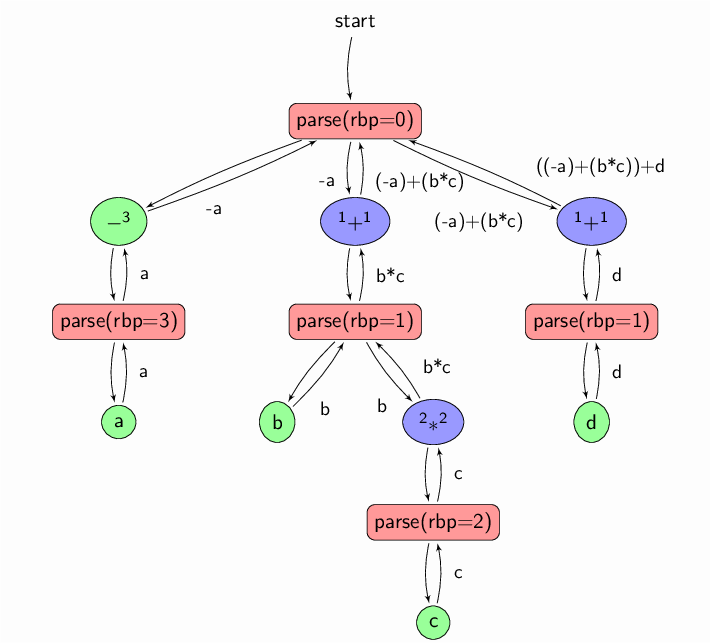 start
parse(rbp=0)
((-a)+(b*c))+d
-a
(-a)+(b*c)
-a
(-a)+(b*c)
−³
¹+¹
¹+¹
a
b*c
d
parse(rbp=3)
parse(rbp=1)
parse(rbp=1)
a
b*c
d
b
b
a
b
²*²
d
c
parse(rbp=2)
c
c